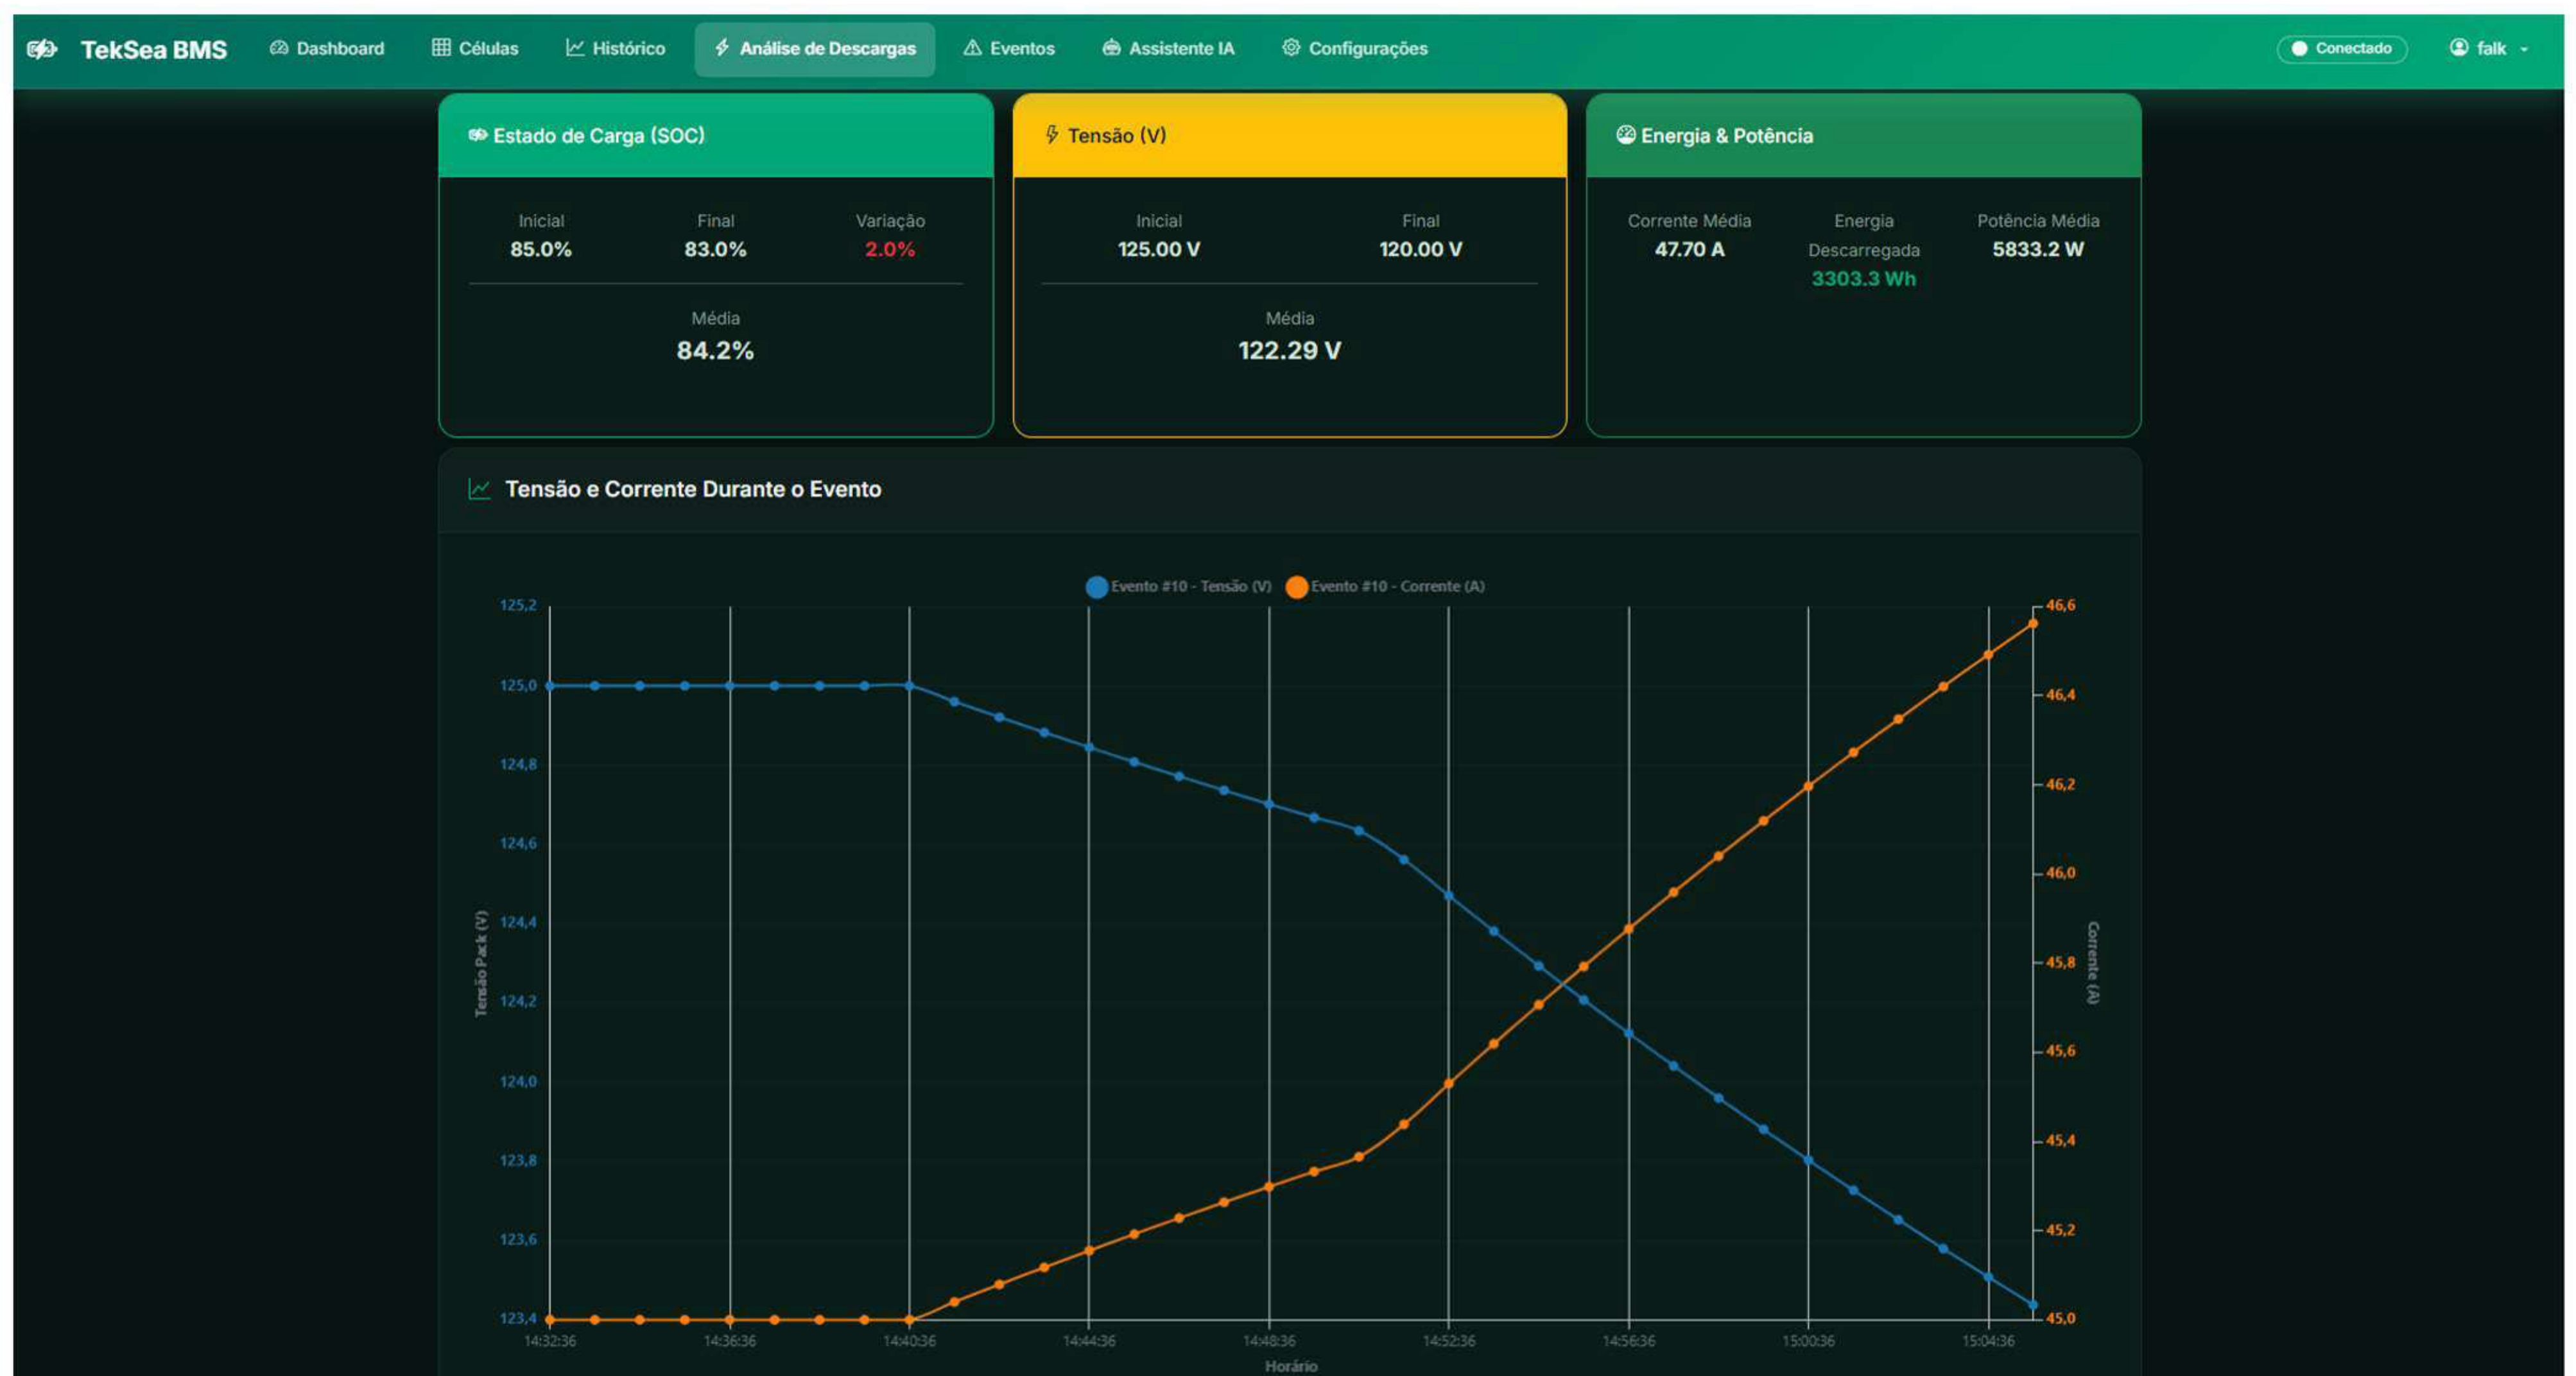 TekSea BMS Dashboard Células Histórico Análise de Descargas Eventos Assistente IA Configurações Conectado falk
Estado de Carga (SOC)
Inicial Final Variação
85.0% 83.0% 2.0%
Média
84.2%
Tensão (V)
Inicial Final
125.00 V 120.00 V
Média
122.29 V
Energia & Potência
Corrente Média
47.70 A
Energia
Descarregada
3303.3 Wh
Potência Média
5833.2 W
Tensão e Corrente Durante o Evento
Evento #10 - Tensão (V) Evento #10 - Corrente (A)
Tensão Pack (V)
125,2
125,0
124,8
124,6
124,4
124,2
124,0
123,8
123,6
123,4
46,6
46,4
46,2
46,0
45,8
45,6
45,4
45,2
45,0
Corrente (A)
14:32:36 14:36:36 14:40:36 14:44:36 14:48:36 14:52:36 14:56:36 15:00:36 15:04:36
Horário